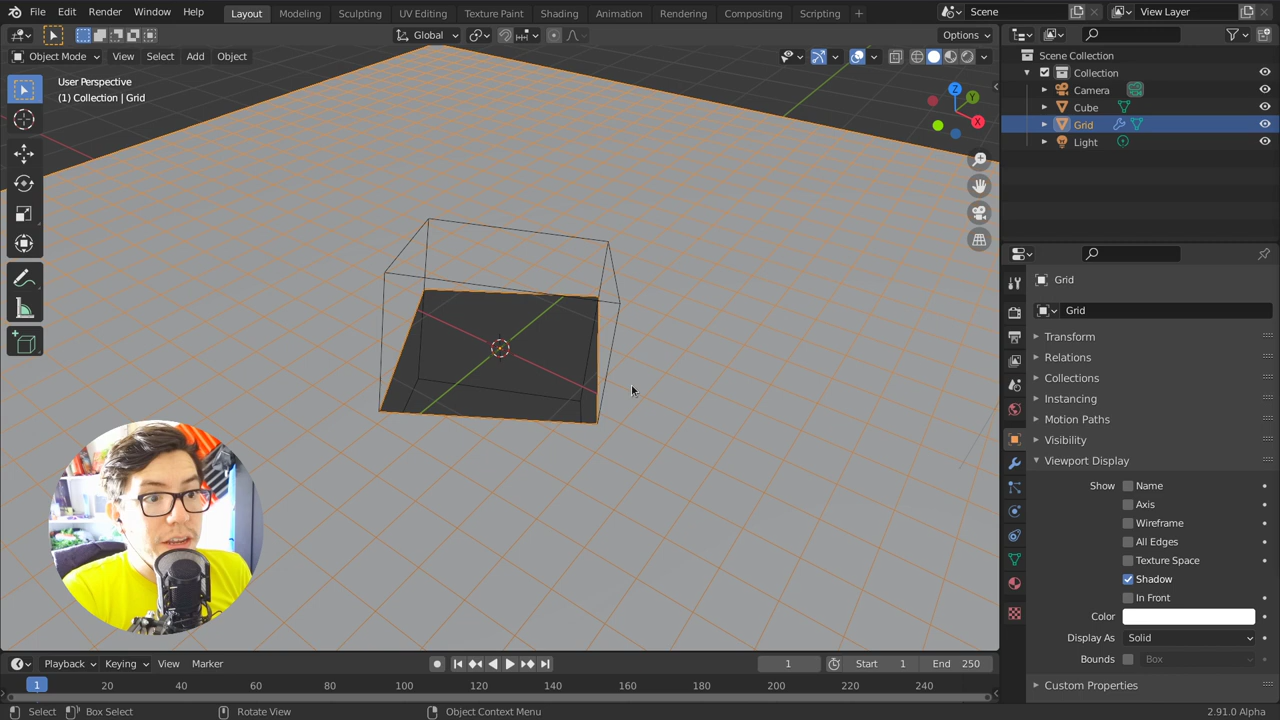 File Edit Render Window Help Layout Modeling Sculpting UV Editing Texture Paint Shading Animation Rendering Compositing Scripting + Scene View Layer
Global Options
Object Mode View Select Add Object
User Perspective
(1) Collection | Grid
Z
Y
X
Scene Collection
Collection
Camera
Cube
Grid
Light
Grid
Grid
Transform
Relations
Collections
Instancing
Motion Paths
Visibility
Viewport Display
Show Name
Axis
Wireframe
All Edges
Texture Space
Shadow
In Front
Color
Display As Solid
Bounds Box
Custom Properties
Playback Keying View Marker 1 Start 1 End 250
1 20 40 60 80 100 120 140 160 180 200 220 240
Select Box Select Rotate View Object Context Menu 2.91.0 Alpha